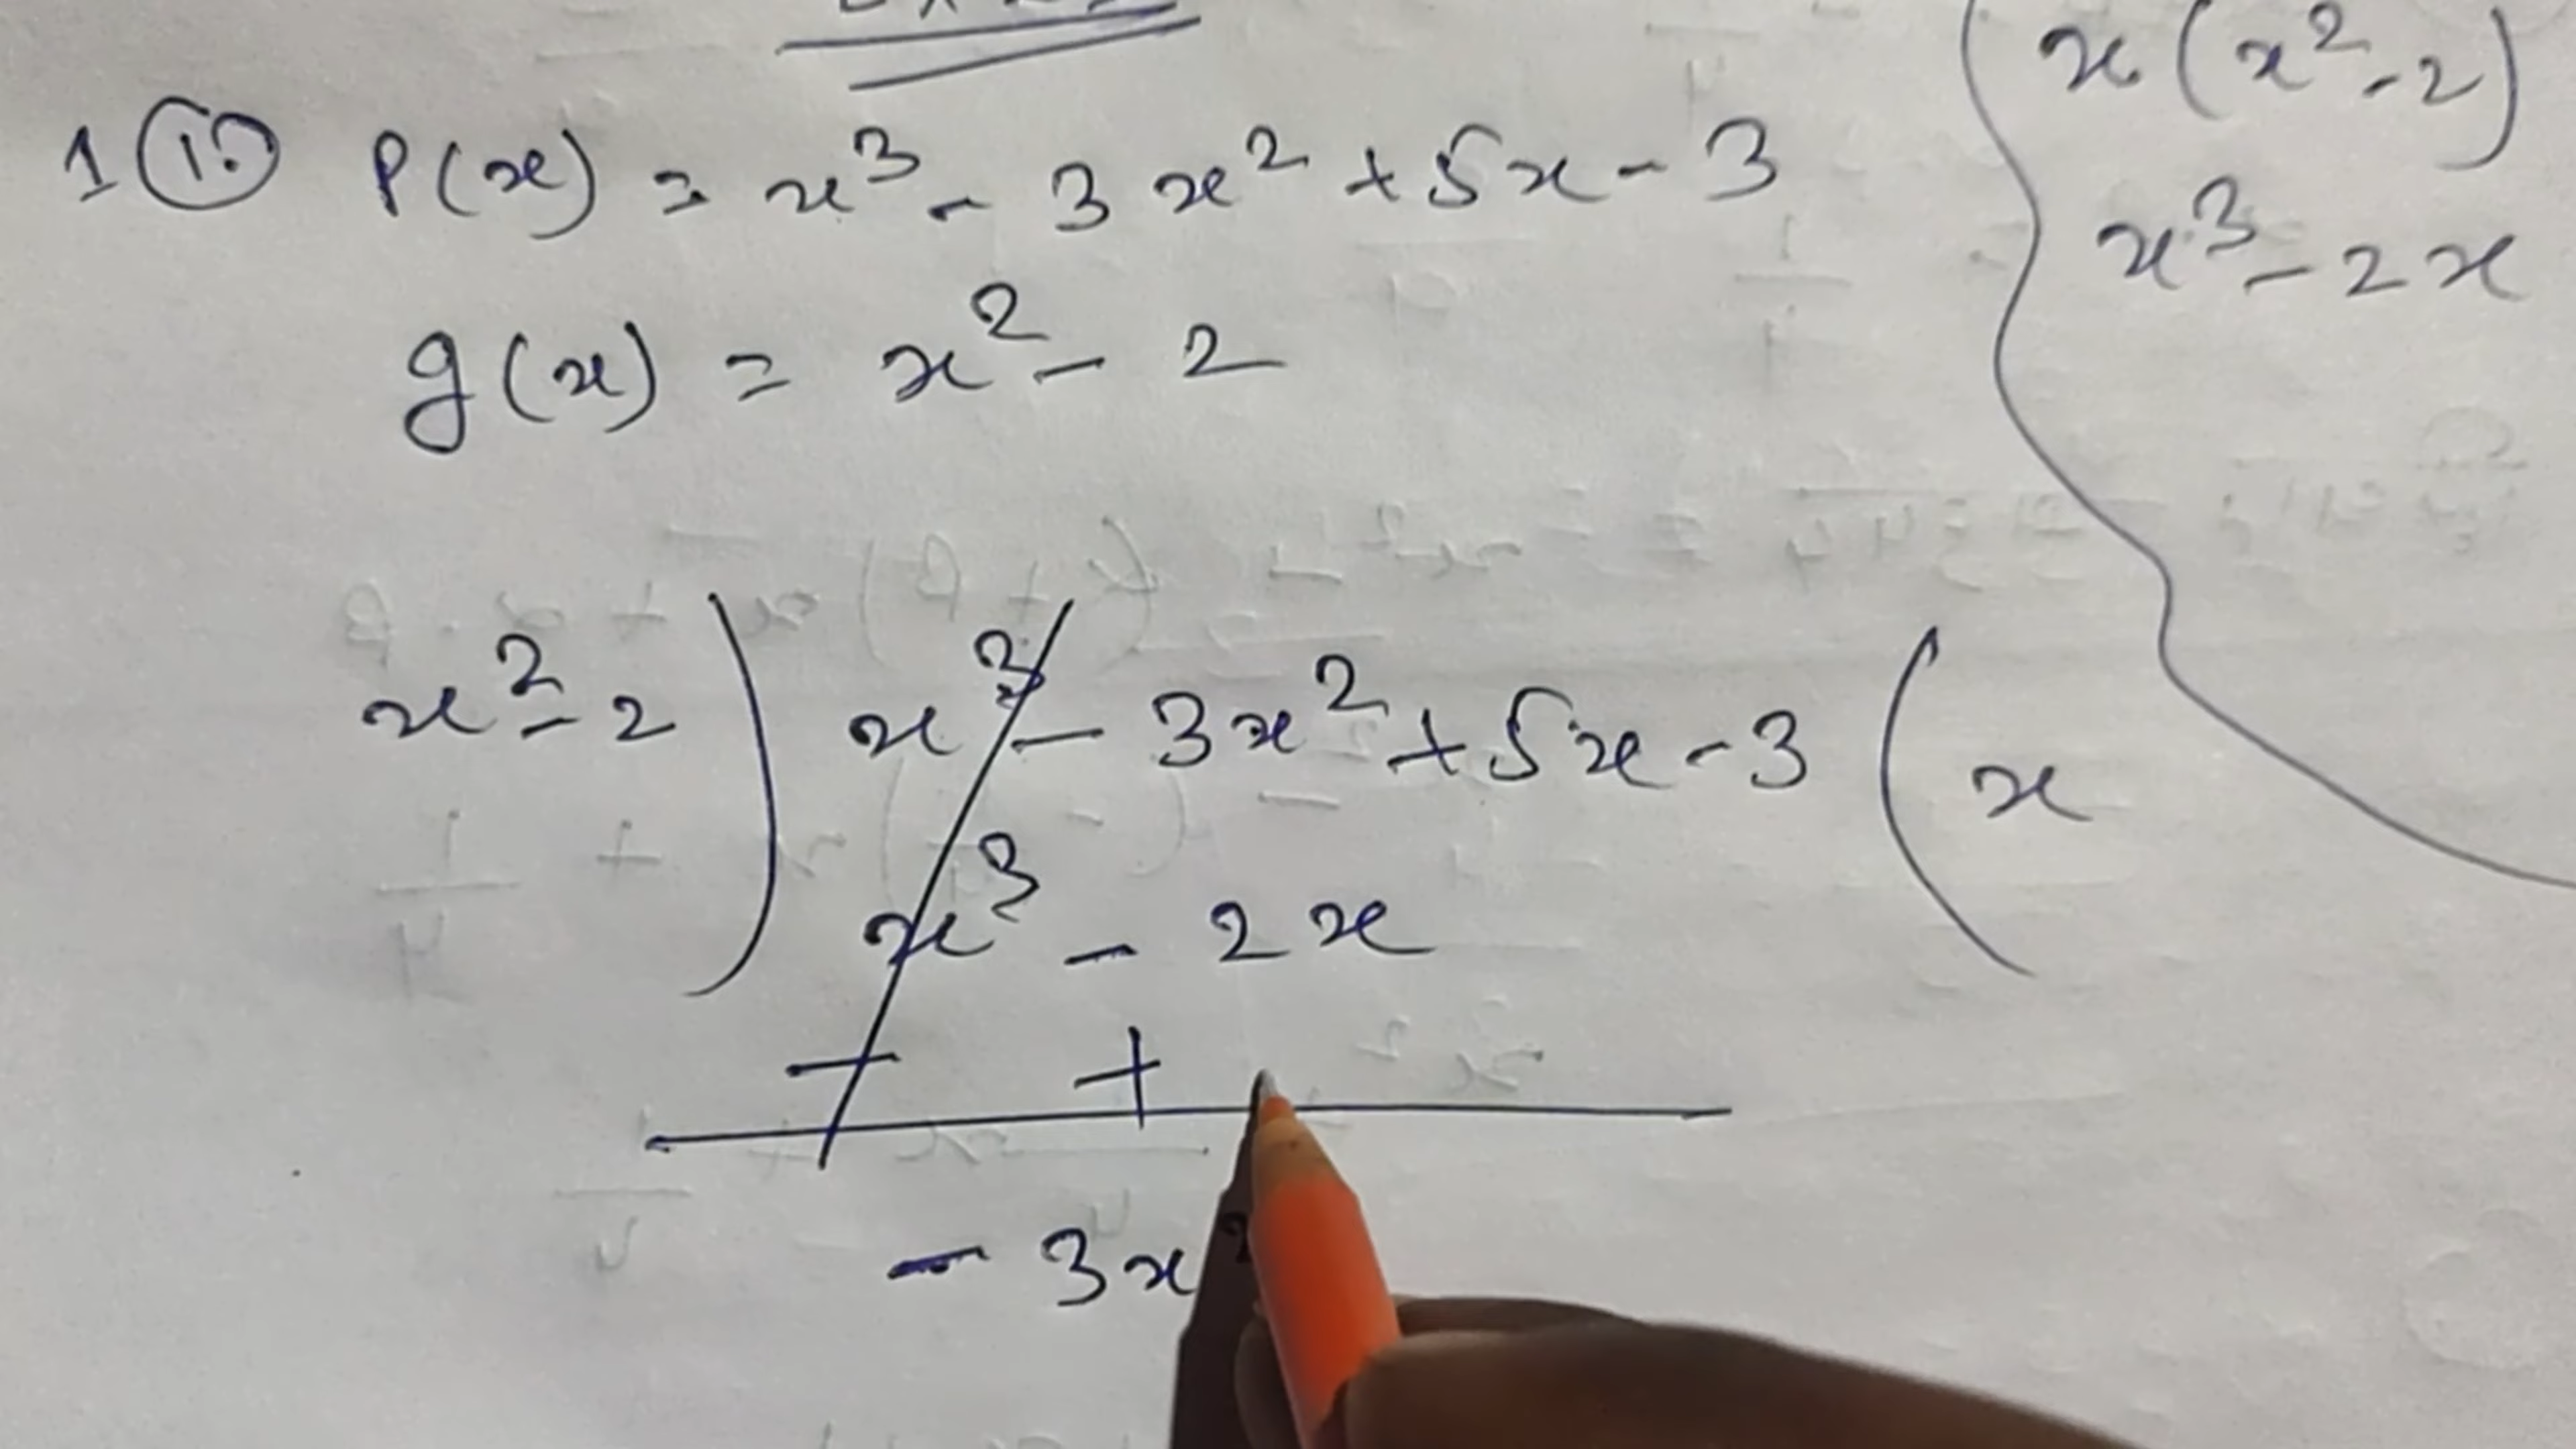 1 (i) P(x) = x³ - 3x² + 5x - 3
g(x) = x² - 2
x(x² - 2)
x³ - 2x
x² - 2 ) x³ - 3x² + 5x - 3 ( x
x³ - 2x
- +
- 3x